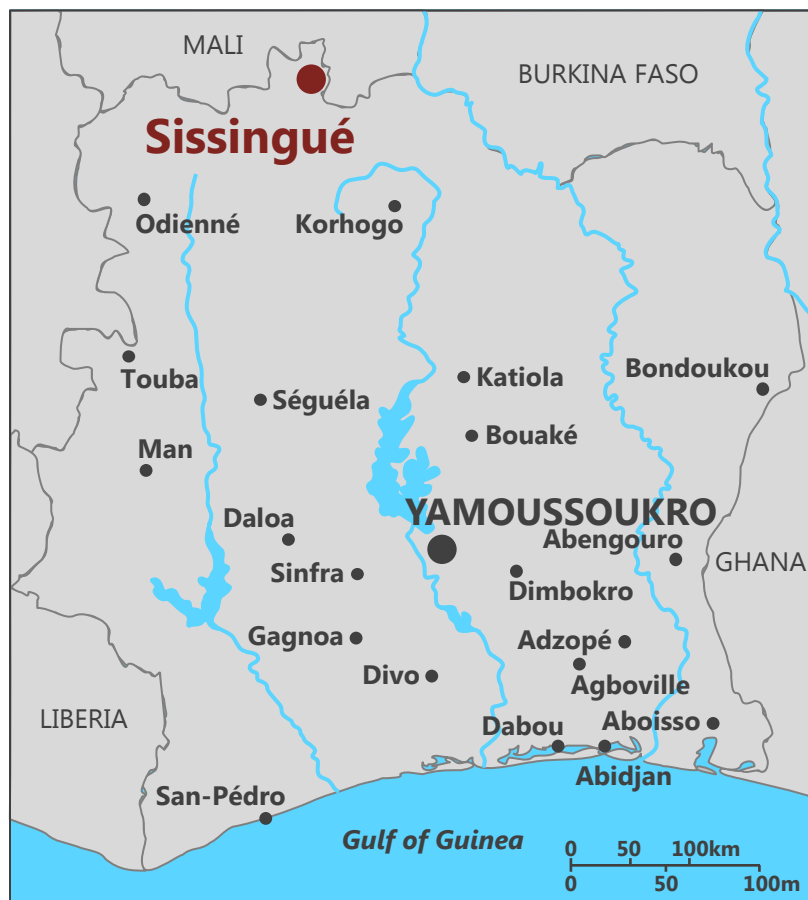 MALI
BURKINA FASO
Sissingué
Odienné
Korhogo
Touba
Séguéla
Katiola
Bondoukou
Man
Bouaké
Daloa
YAMOUSSOUKRO
Abengouro
Sinfra
Dimbokro
GHANA
Gagnoa
Adzopé
Divo
Agboville
LIBERIA
Dabou
Aboisso
Abidjan
San-Pédro
Gulf of Guinea
0 50 100km
0 50 100m